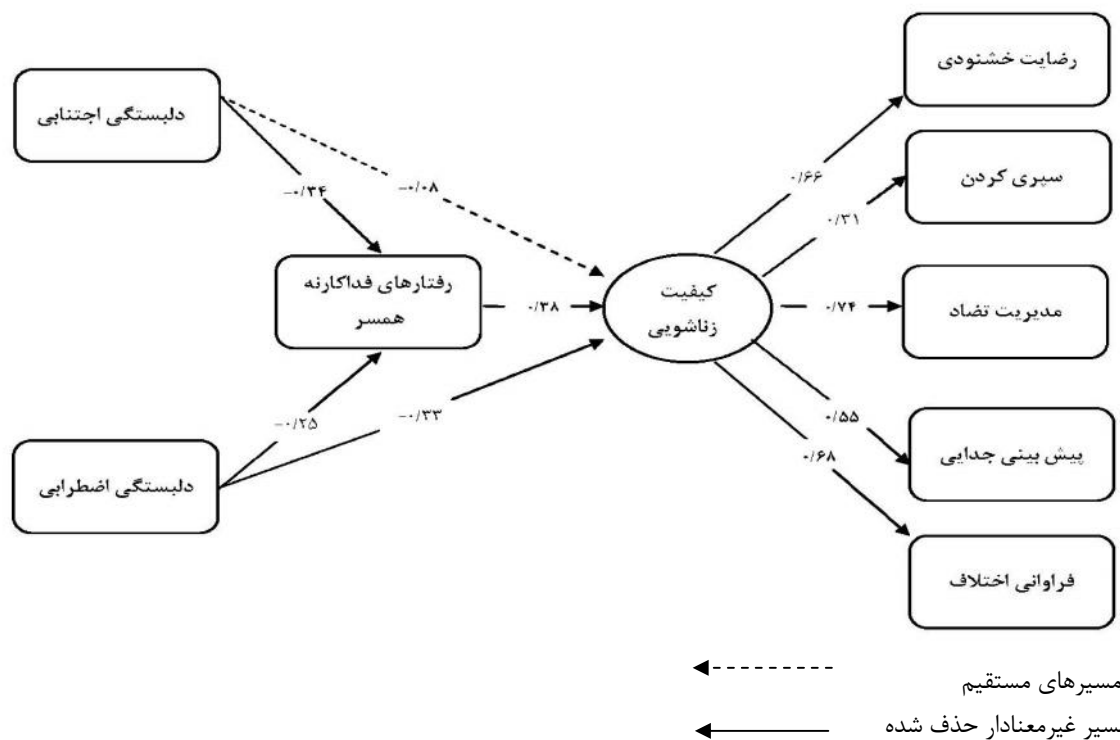 رضایت خشنودی
دلبستگی اجتنابی
سپری کردن
۰/۶۶
-۰/۰۸
-۰/۳۴
۰/۳۱
رفتارهای فداکارنه
همسر
۰/۳۸
کیفیت
زناشویی
۰/۷۴
مدیریت تضاد
-۰/۲۵
-۰/۳۳
۰/۵۵
۰/۶۸
پیش بینی جدایی
دلبستگی اضطرابی
فراوانی اختلاف
مسیرهای مستقیم
سیر غیرمعنادار حذف شده